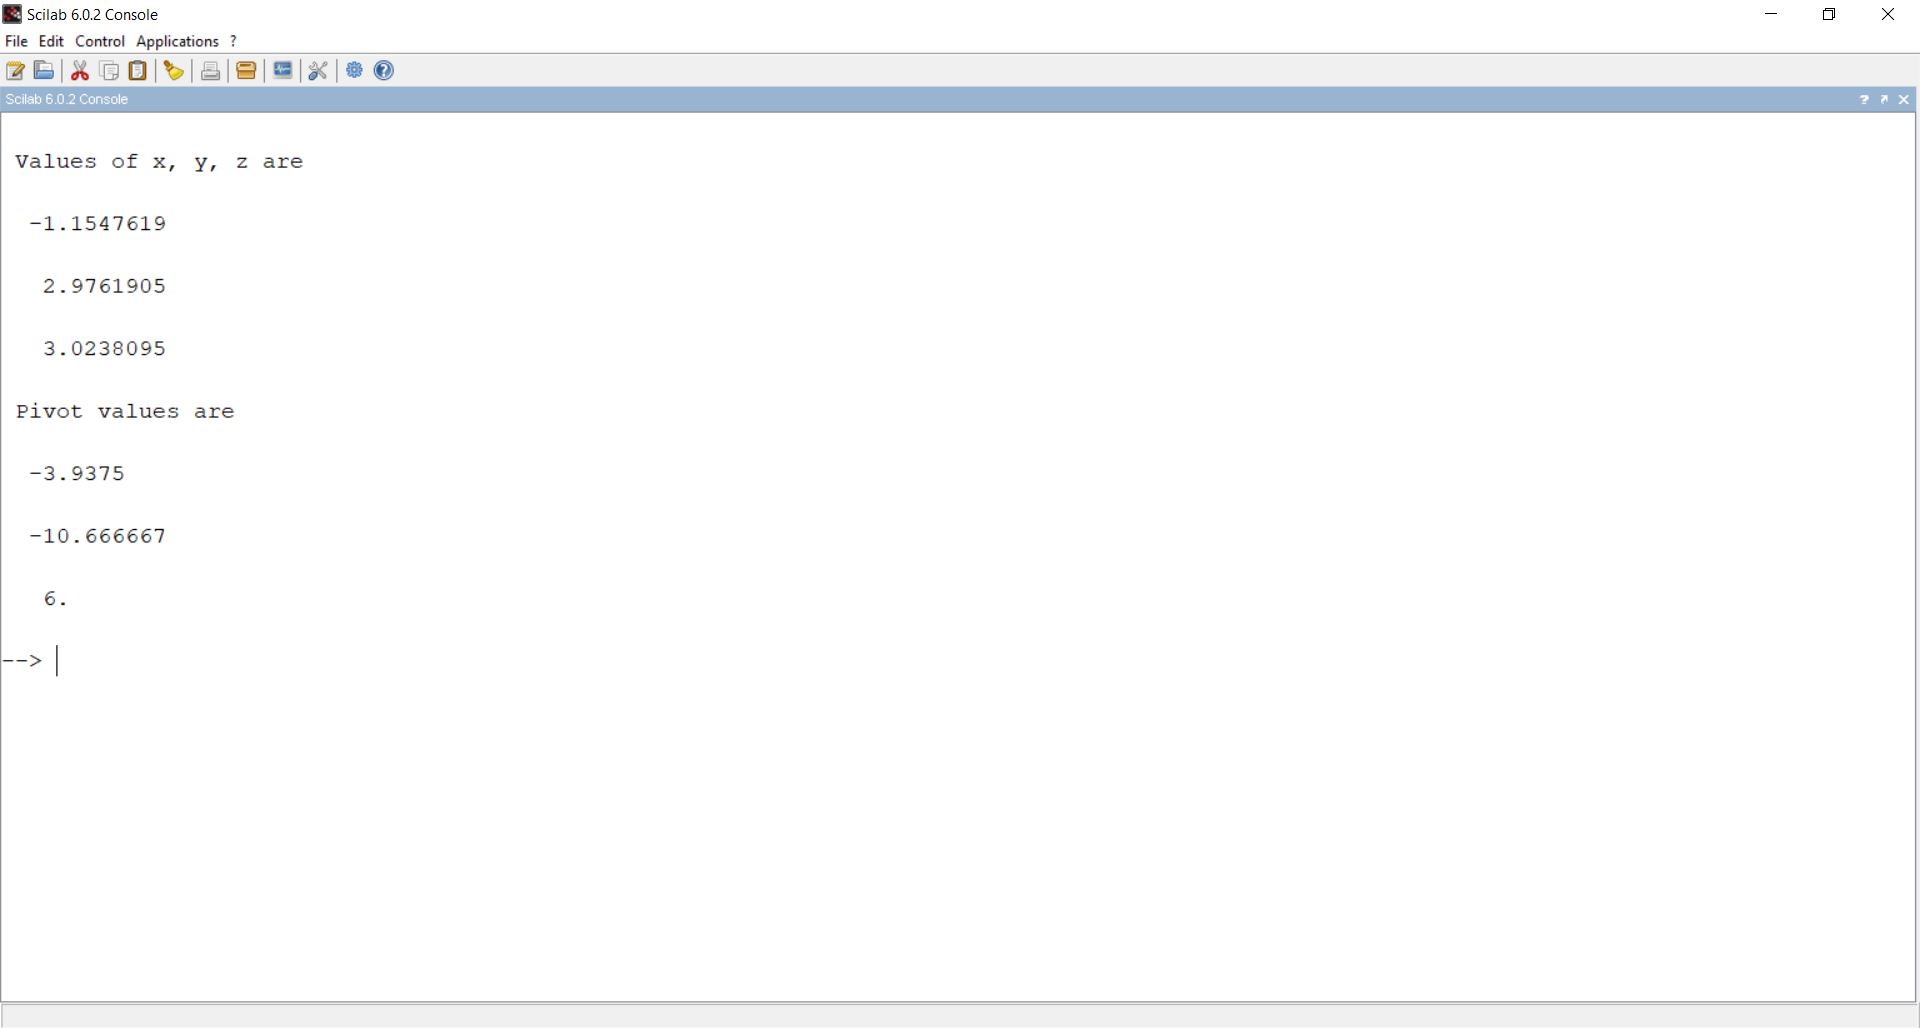 Scilab 6.0.2 Console
File Edit Control Applications ?
Scilab 6.0.2 Console
Values of x, y, z are
-1.1547619
2.9761905
3.0238095
Pivot values are
-3.9375
-10.666667
6.
-->